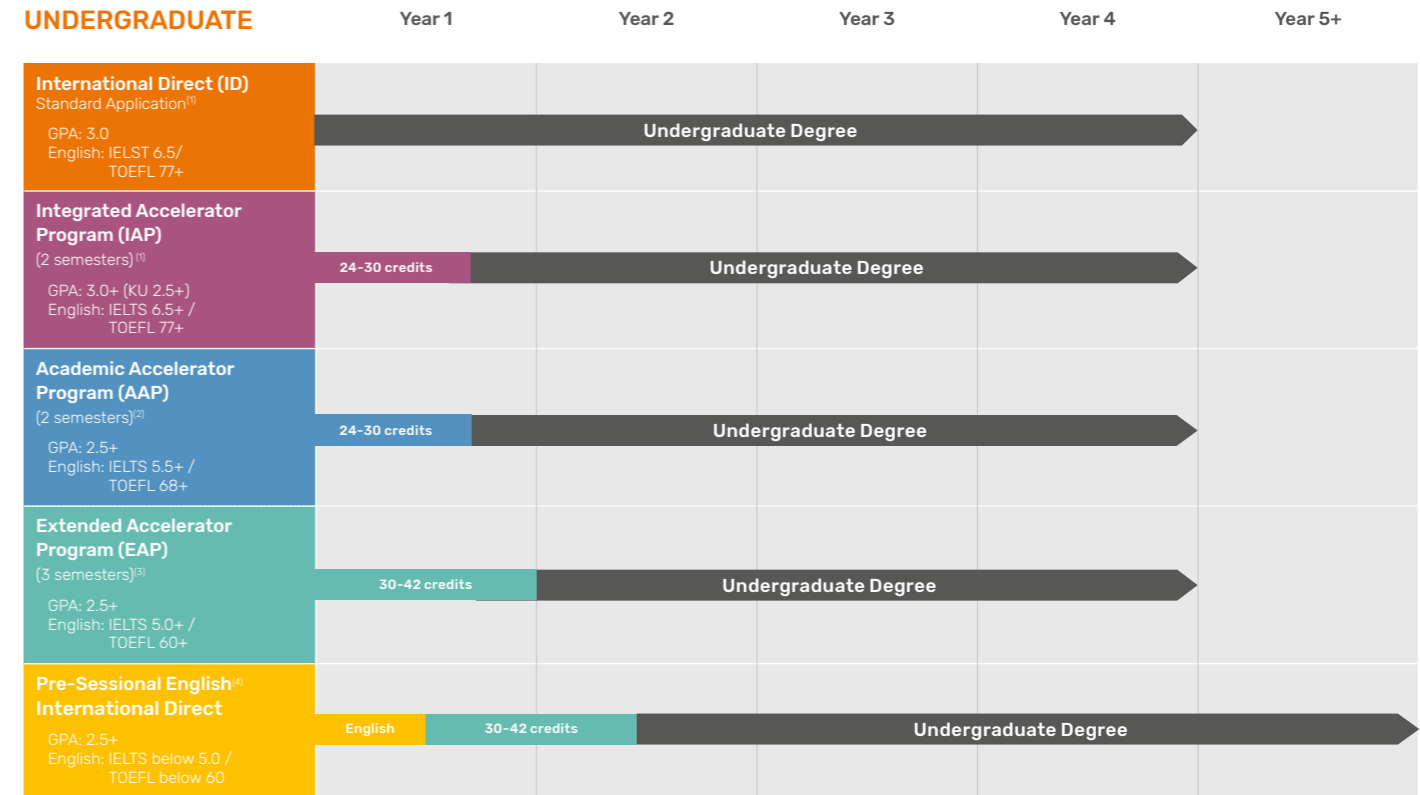 UNDERGRADUATE
Year 1
Year 2
Year 3
Year 4
Year 5+
International Direct (ID)
Standard Application(1)
GPA: 3.0
English: IELST 6.5/
TOEFL 77+
Undergraduate Degree
Integrated Accelerator
Program (IAP)
(2 semesters) (1)
GPA: 3.0+ (KU 2.5+)
English: IELTS 6.5+ /
TOEFL 77+
24-30 credits
Undergraduate Degree
Academic Accelerator
Program (AAP)
(2 semesters)(2)
GPA: 2.5+
English: IELTS 5.5+ /
TOEFL 68+
24-30 credits
Undergraduate Degree
Extended Accelerator
Program (EAP)
(3 semesters)(3)
GPA: 2.5+
English: IELTS 5.0+ /
TOEFL 60+
30-42 credits
Undergraduate Degree
Pre-Sessional English(4)
International Direct
GPA: 2.5+
English: IELTS below 5.0 /
TOEFL below 60
English
30-42 credits
Undergraduate Degree